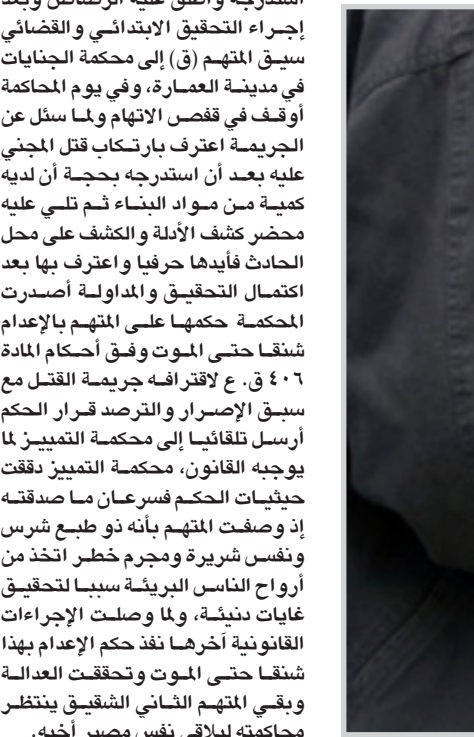 استدرجه واطلق عليه الرصاص وبعد
إجراء التحقيق الابتدائي والقضائي
سيق المتهم (ق) إلى محكمة الجنايات
في مدينة العمارة، وفي يوم المحاكمة
أوقف في قفص الاتهام ولما سئل عن
الجريمة اعترف بارتكاب قتل المجني
عليه بعد أن استدرجه بحجة أن لديه
كمية من مواد البناء ثم تلي عليه
محضر كشف الأدلة والكشف على محل
الحادث فأيدها حرفيا واعترف بها بعد
اكتمال التحقيق والمداولة أصدرت
المحكمة حكمها على المتهم بالإعدام
شنقا حتى الموت وفق أحكام المادة
٤٠٦ ق. ع لاقترافه جريمة القتل مع
سبق الإصرار والترصد قرار الحكم
أرسل تلقائيا إلى محكمة التمييز لما
يوجبه القانون، محكمة التمييز دققت
حيثيات الحكم فسرعان ما صدقته
إذ وصفت المتهم بأنه ذو طبع شرس
ونفس شريرة ومجرم خطر اتخذ من
أرواح الناس البريئة سببا لتحقيق
غايات دنيئة، ولما وصلت الإجراءات
القانونية آخرها نفذ حكم الإعدام بهذا
شنقا حتى الموت وتحققت العدالة
وبقي المتهم الثاني الشقيق ينتظر
محاكمته ليلاقي نفس مصير أخيه.